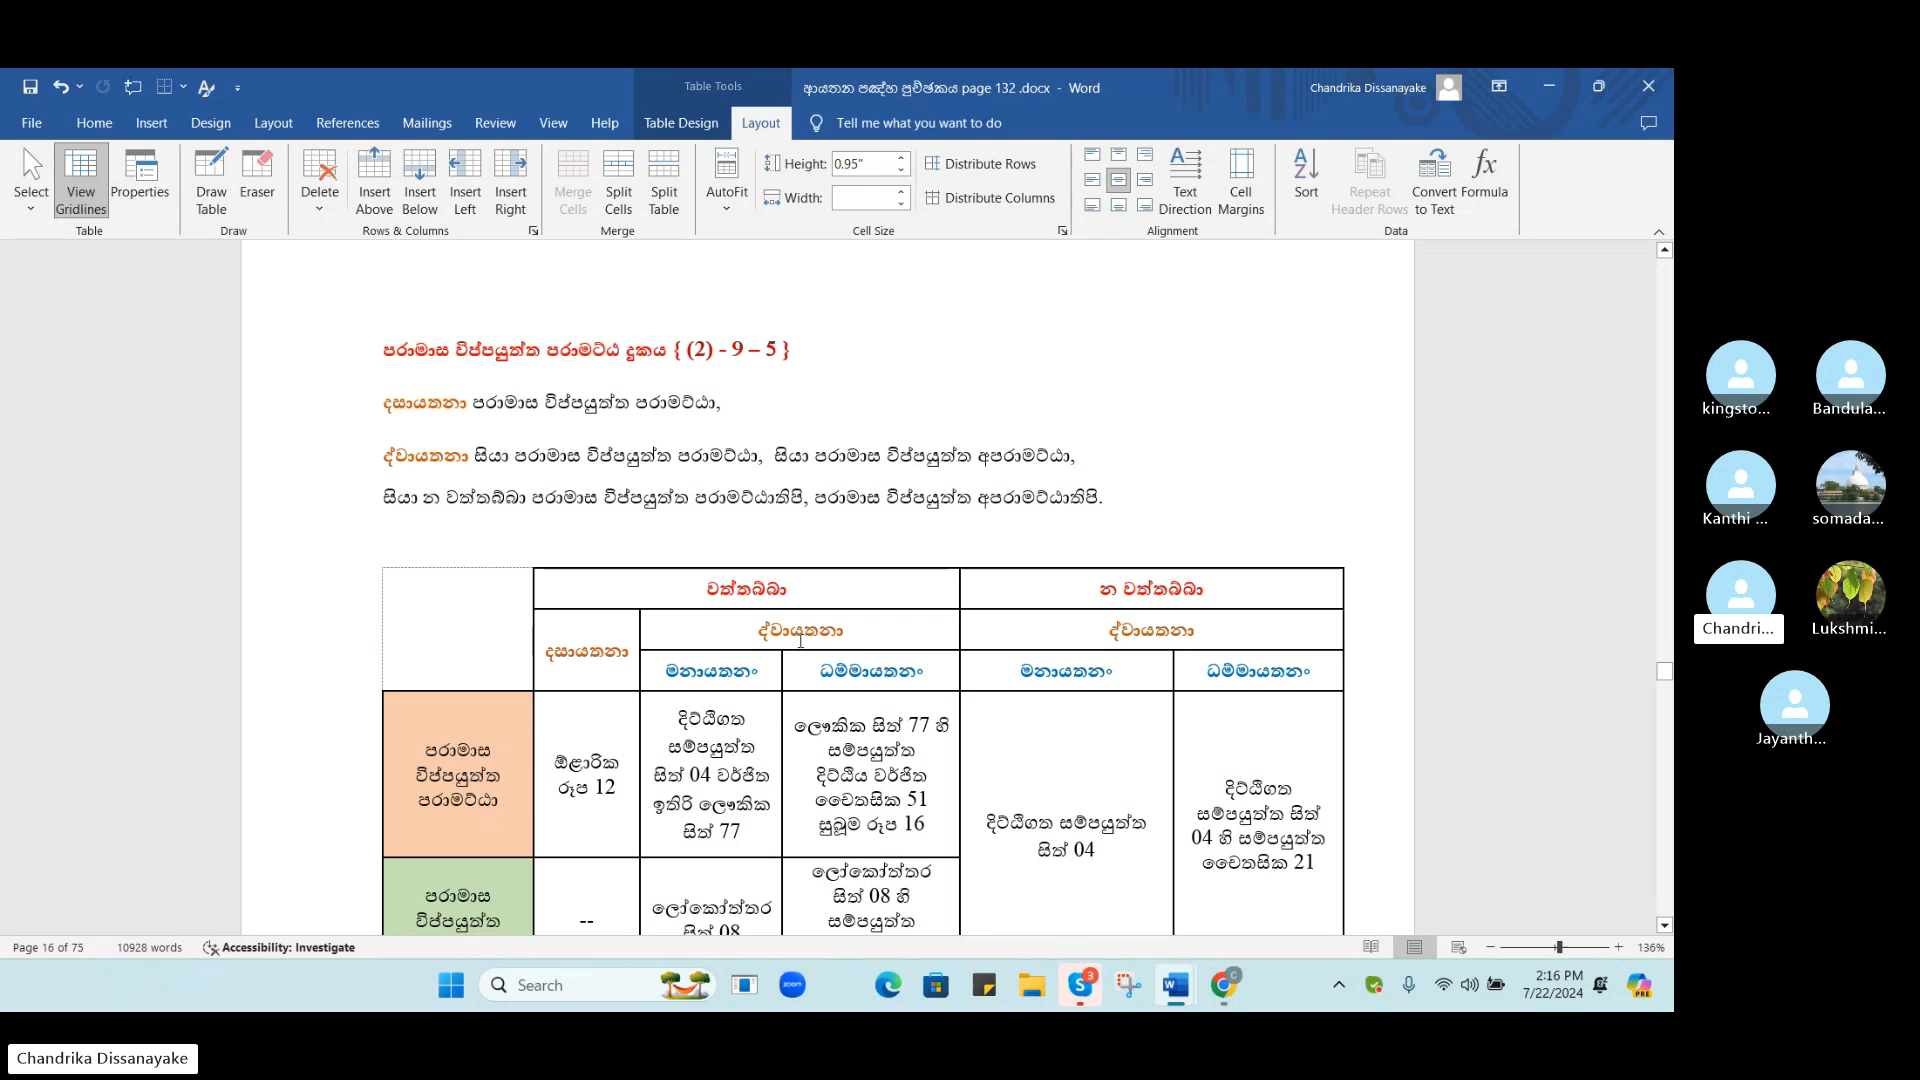 Table Tools
ආයතන පඤ්හ පුච්ඡකය page 132 .docx - Word
Chandrika Dissanayake
File Home Insert Design Layout References Mailings Review View Help Table Design Layout Tell me what you want to do
Select View Gridlines Properties Draw Table Eraser Delete Insert Above Insert Below Insert Left Insert Right Merge Cells Split Cells Split Table AutoFit Height: 0.95" Distribute Rows Width: Distribute Columns Text Direction Cell Margins Sort Repeat Header Rows Convert to Text Formula
Table Draw Rows & Columns Merge Cell Size Alignment Data
පරාමාස විප්පයුත්ත පරාමට්ඨ දුකය { (2) - 9 – 5 }
දසායතනා පරාමාස විප්පයුත්ත පරාමට්ඨා,
ද්වායතනා සියා පරාමාස විප්පයුත්ත පරාමට්ඨා, සියා පරාමාස විප්පයුත්ත අපරාමට්ඨා,
සියා න වත්තබ්බා පරාමාස විප්පයුත්ත පරාමට්ඨාතිපි, පරාමාස විප්පයුත්ත අපරාමට්ඨාතිපි.
වත්තබ්බා
න වත්තබ්බා
දසායතනා
ද්වායතනා
ද්වායතනා
මනායතනං
ධම්මායතනං
මනායතනං
ධම්මායතනං
පරාමාස
විප්පයුත්ත
පරාමට්ඨා
ඕළාරික
රූප 12
දිට්ඨිගත
සම්පයුත්ත
සිත් 04 වර්ජිත
ඉතිරි ලෞකික
සිත් 77
ලෞකික සිත් 77 හි
සම්පයුත්ත
දිට්ඨිය වර්ජිත
චෛතසික 51
සුඛුම රූප 16
දිට්ඨිගත සම්පයුත්ත
සිත් 04
දිට්ඨිගත
සම්පයුත්ත සිත්
04 හි සම්පයුත්ත
චෛතසික 21
පරාමාස
විප්පයුත්ත
--
ලෝකෝත්තර
සිත් 08
ලෝකෝත්තර
සිත් 08 හි
සම්පයුත්ත
Page 16 of 75 10928 words Accessibility: Investigate 136%
Search
zoom
3
2:16 PM
7/22/2024
kingsto...
Bandula...
Kanthi ...
somada...
Chandri...
Lukshmi...
Jayanth...
Chandrika Dissanayake